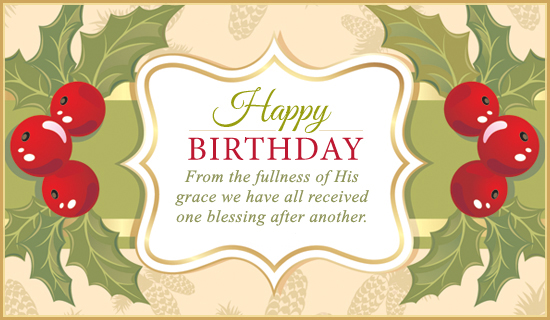 Happy
BIRTHDAY
From the fullness of His
grace we have all received
one blessing after another.